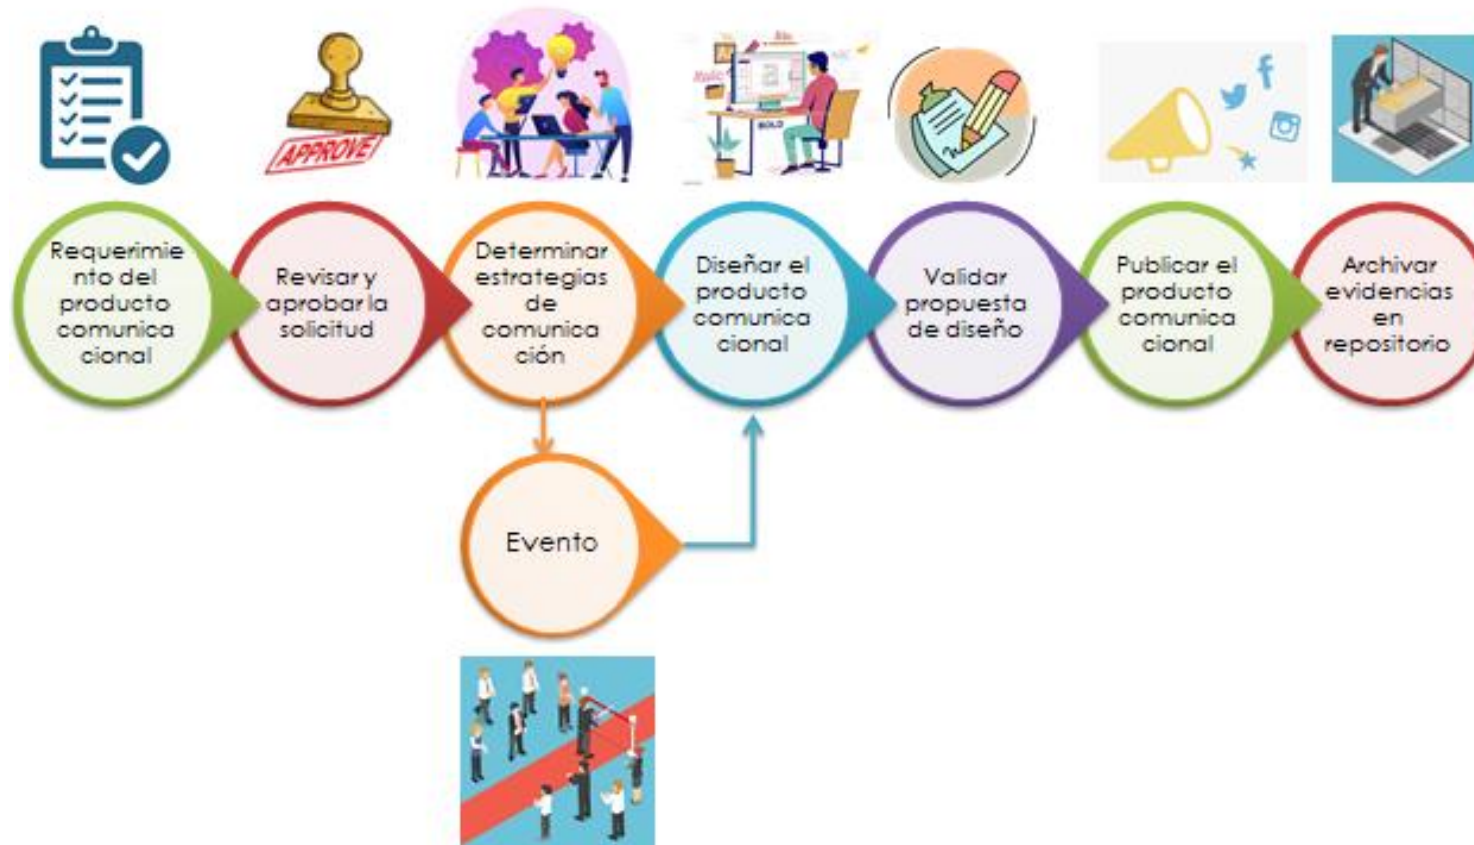 APPROVE
BOLD
Requerimie
nto del
producto
comunica
cional
Revisar y
aprobar la
solicitud
Determinar
estrategias
de
comunica
ción
Diseñar el
producto
comunica
cional
Validar
propuesta
de diseño
Publicar el
producto
comunica
cional
Archivar
evidencias
en
repositorio
Evento